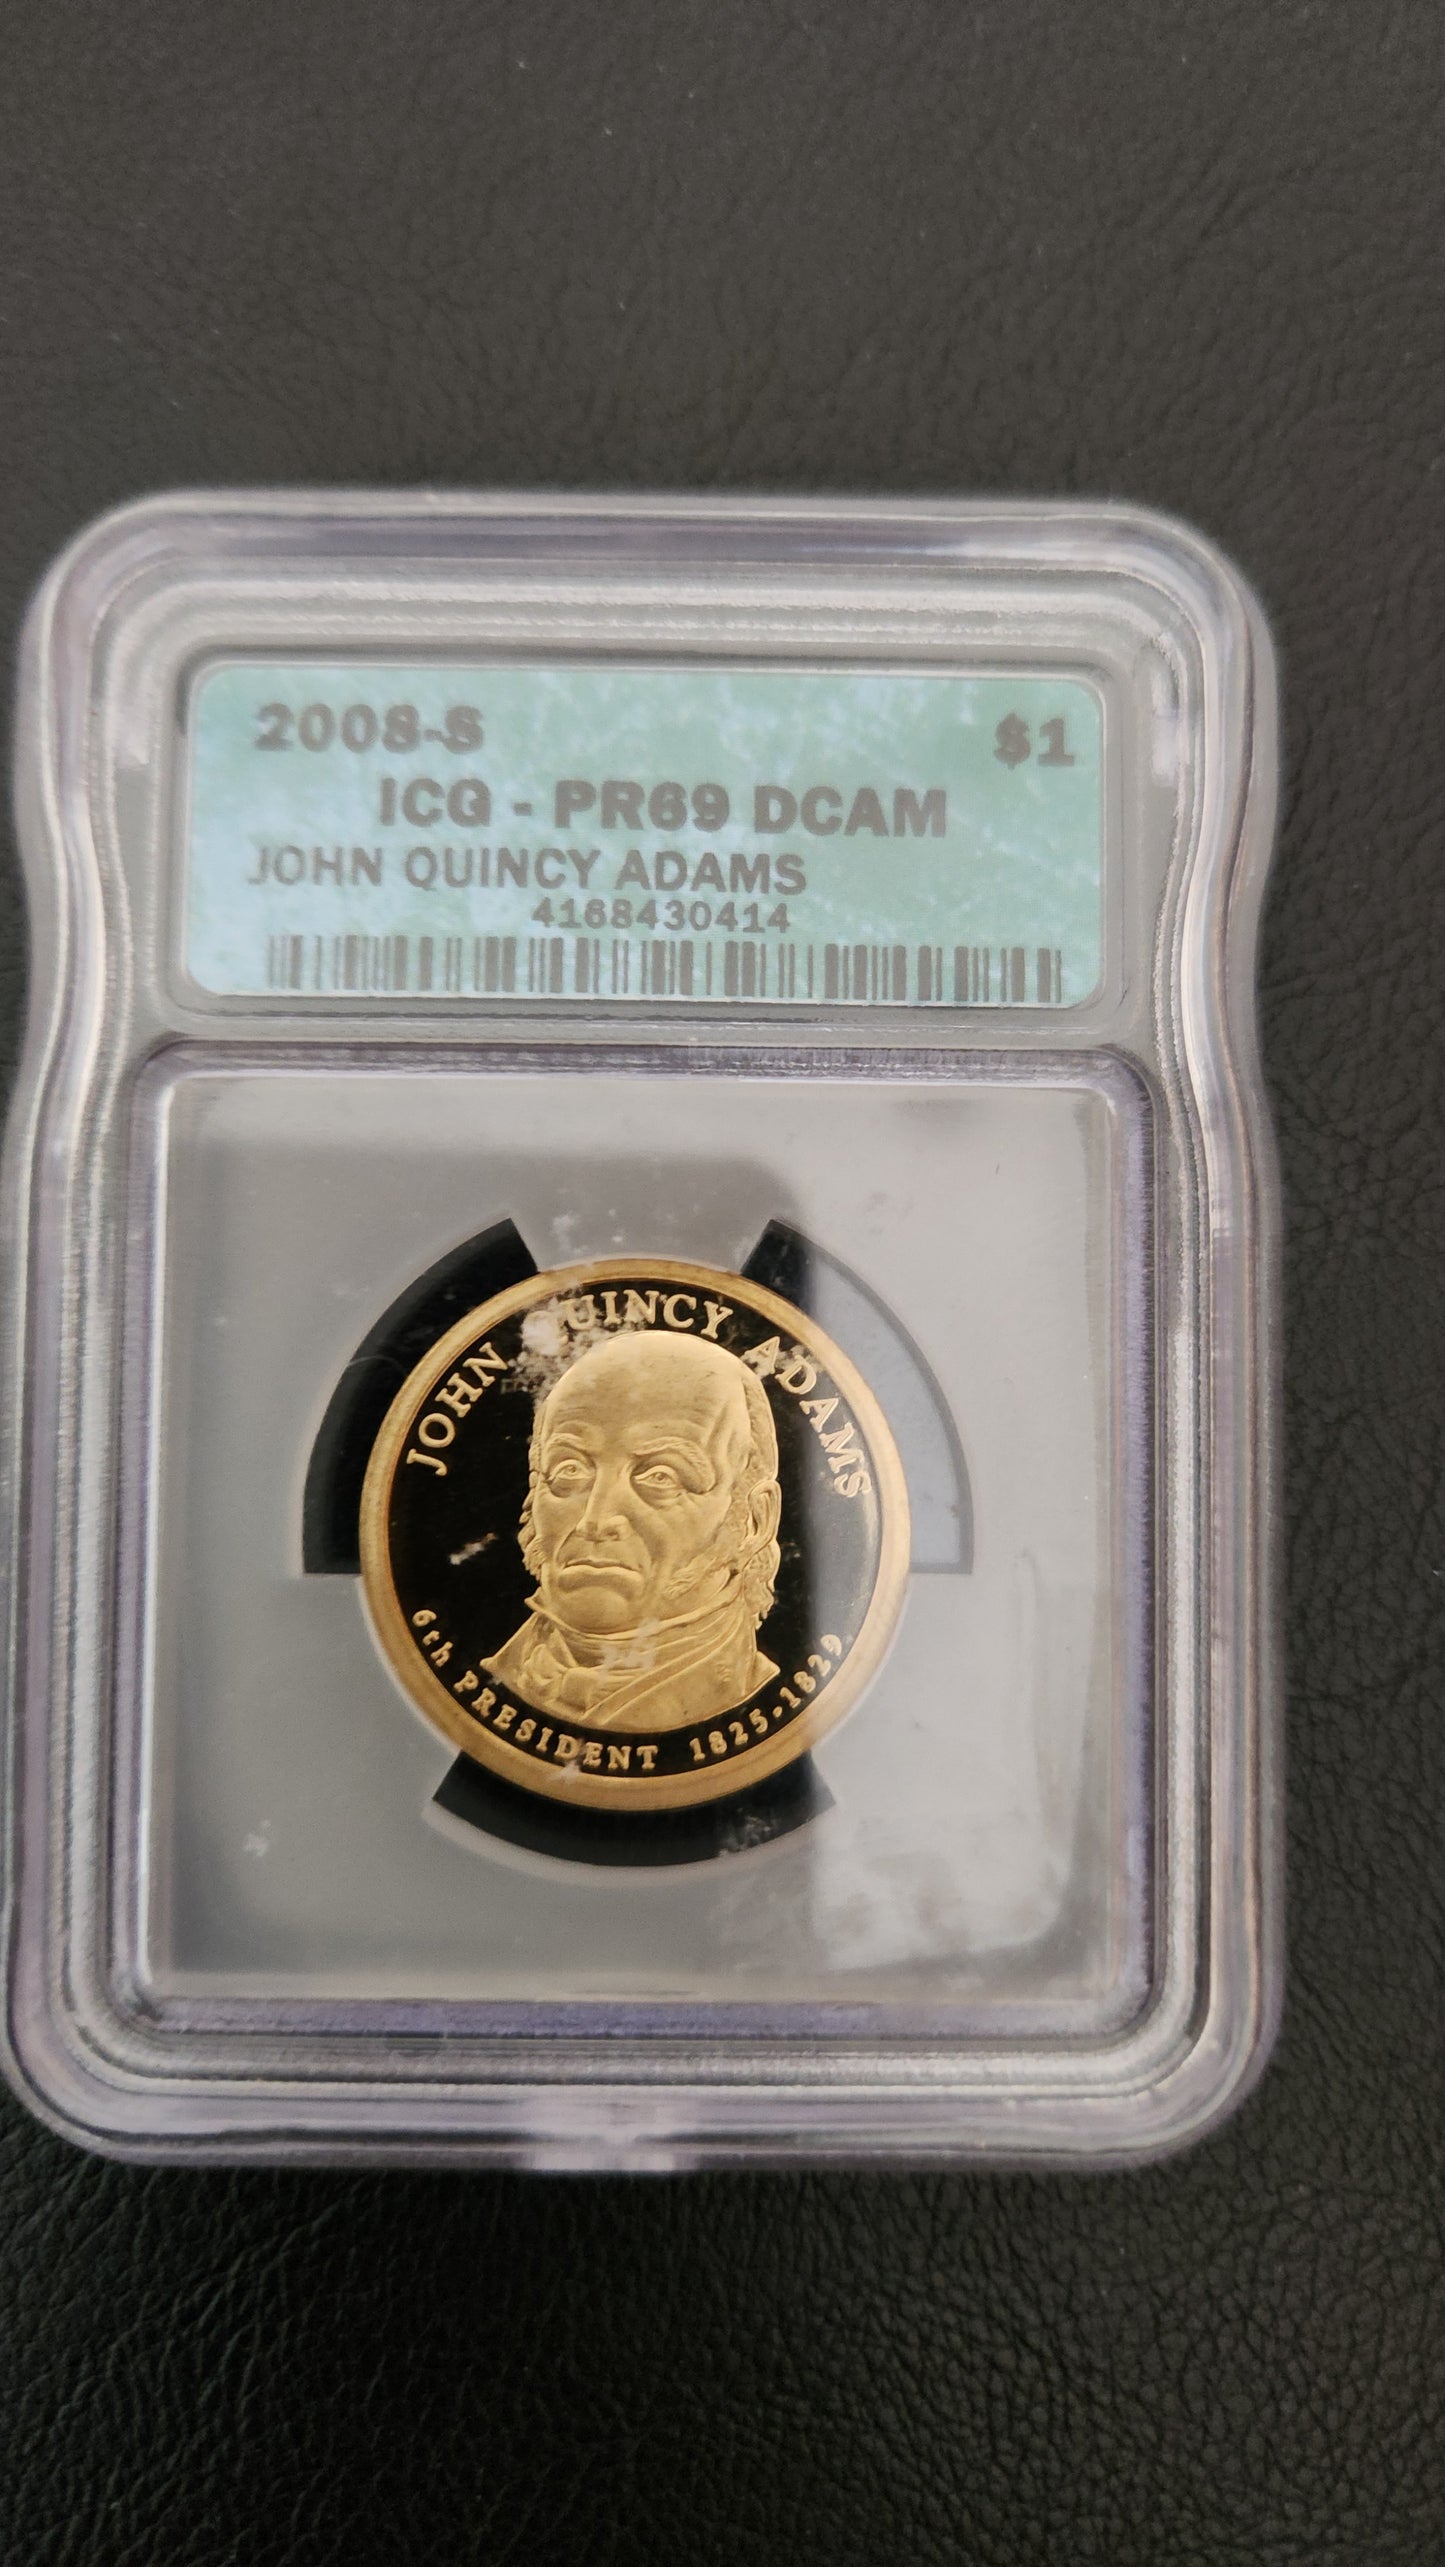 2008-S $1
ICG - PR69 DCAM
JOHN QUINCY ADAMS
4168430414
JOHN QUINCY ADAMS
6th PRESIDENT 1825-1829